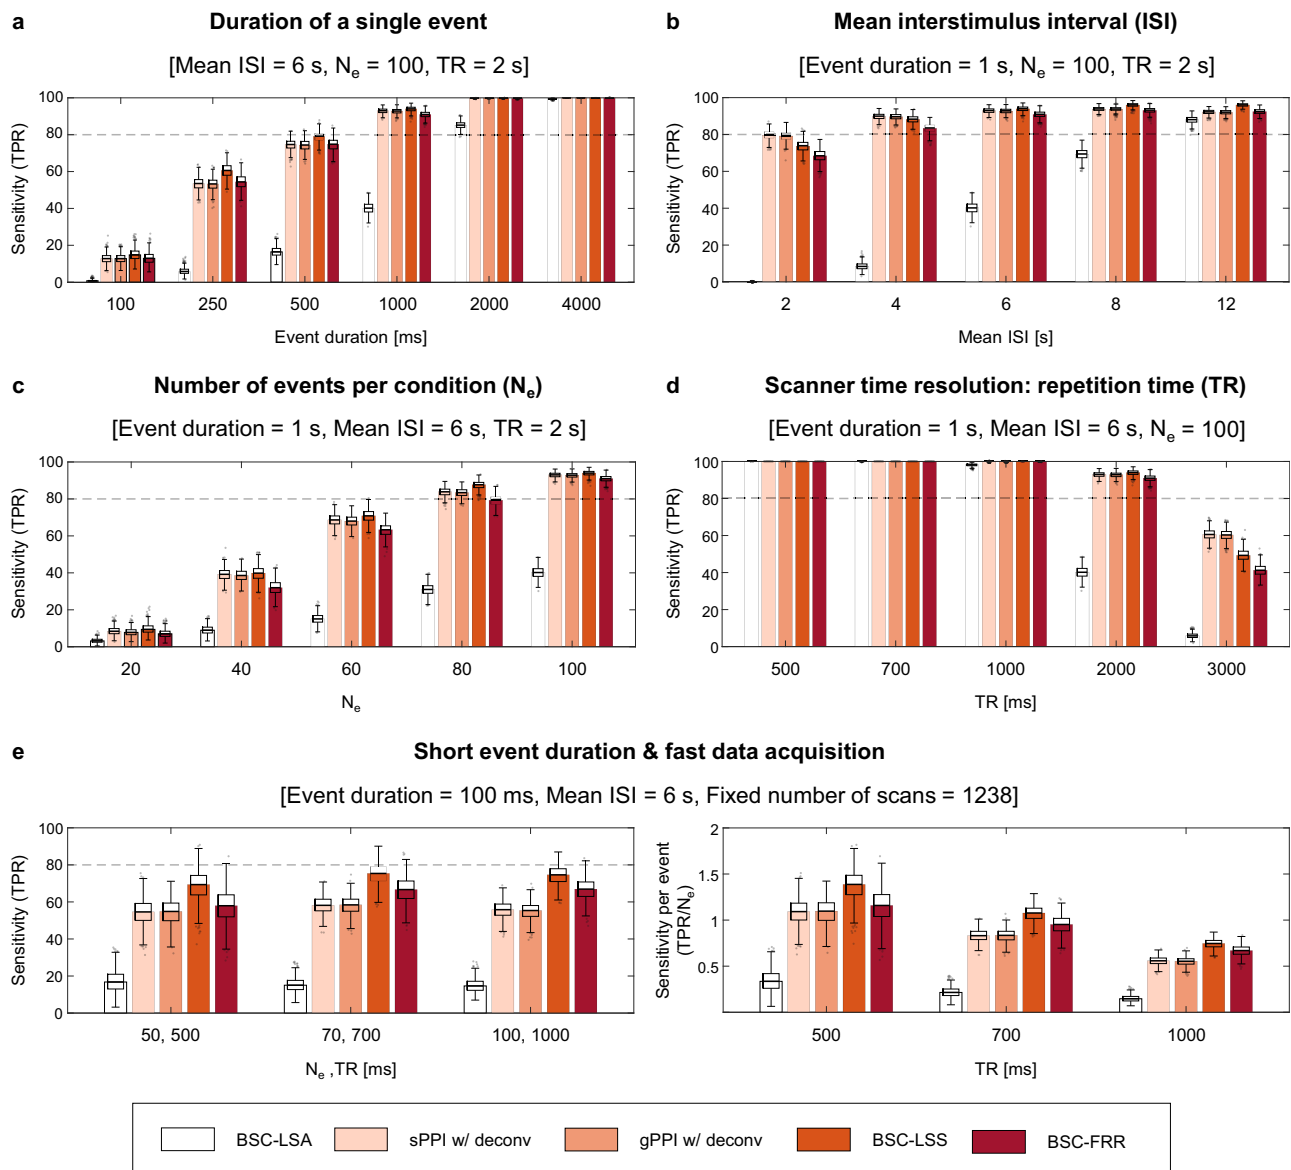 a Duration of a single event
[Mean ISI = 6 s, Ne = 100, TR = 2 s]
Sensitivity (TPR)
100
80
60
40
20
0
100 250 500 1000 2000 4000
Event duration [ms]
b Mean interstimulus interval (ISI)
[Event duration = 1 s, Ne = 100, TR = 2 s]
Sensitivity (TPR)
100
80
60
40
20
0
2 4 6 8 12
Mean ISI [s]
c Number of events per condition (Ne)
[Event duration = 1 s, Mean ISI = 6 s, TR = 2 s]
Sensitivity (TPR)
100
80
60
40
20
0
20 40 60 80 100
Ne
d Scanner time resolution: repetition time (TR)
[Event duration = 1 s, Mean ISI = 6 s, Ne = 100]
Sensitivity (TPR)
100
80
60
40
20
0
500 700 1000 2000 3000
TR [ms]
e Short event duration & fast data acquisition
[Event duration = 100 ms, Mean ISI = 6 s, Fixed number of scans = 1238]
Sensitivity (TPR)
100
80
60
40
20
0
50, 500 70, 700 100, 1000
Ne ,TR [ms]
Sensitivity per event
(TPR/Ne)
2
1.5
1
0.5
500 700 1000
TR [ms]
BSC-LSA sPPI w/ deconv gPPI w/ deconv BSC-LSS BSC-FRR